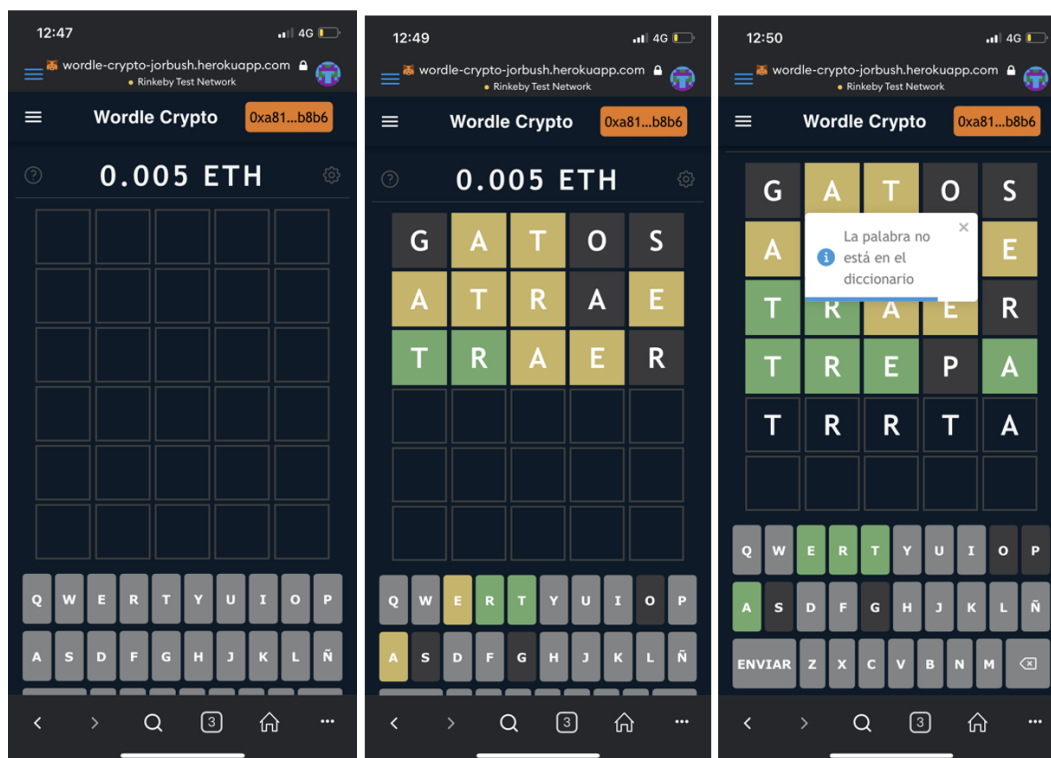 12:47
4G
wordle-crypto-jorbush.herokuapp.com
Rinkeby Test Network
Wordle Crypto
0xa81...b8b6
0.005 ETH
Q W E R T Y U I O P
A S D F G H J K L Ñ
3
12:49
4G
wordle-crypto-jorbush.herokuapp.com
Rinkeby Test Network
Wordle Crypto
0xa81...b8b6
0.005 ETH
G A T O S
A T R A E
T R A E R
Q W E R T Y U I O P
A S D F G H J K L Ñ
3
12:50
4G
wordle-crypto-jorbush.herokuapp.com
Rinkeby Test Network
Wordle Crypto
0xa81...b8b6
G A T O S
La palabra no
está en el
diccionario
A E
T R A E R
T R E P A
T R R T A
Q W E R T Y U I O P
A S D F G H J K L Ñ
ENVIAR Z X C V B N M
3